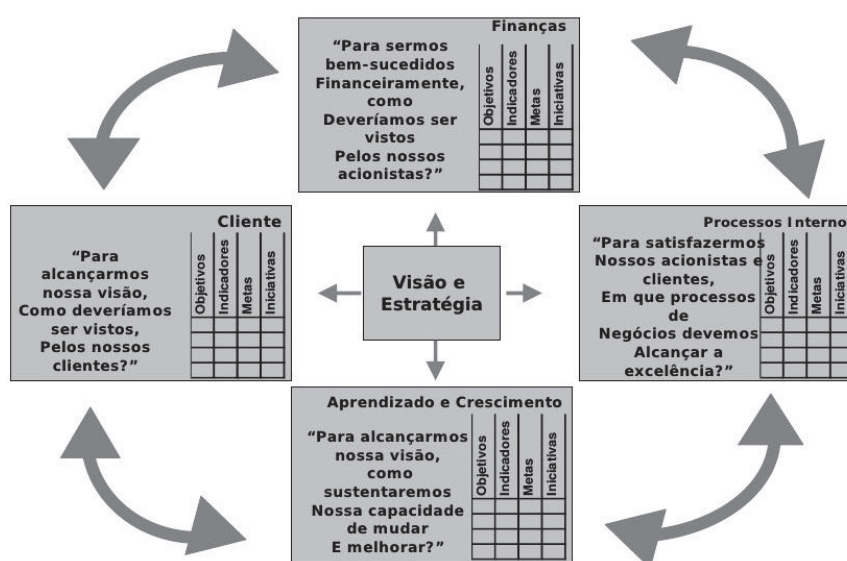 Finanças
“Para sermos
bem-sucedidos
Financeiramente,
como
Deveríamos ser
vistos
Pelos nossos
acionistas?”
Objetivos
Indicadores
Metas
Iniciativas
Cliente
“Para
alcançarmos
nossa visão,
Como deveríamos
ser vistos,
Pelos nossos
clientes?”
Objetivos
Indicadores
Metas
Iniciativas
Visão e
Estratégia
Processos Interno
“Para satisfazermos
Nossos acionistas e
clientes,
Em que processos
de
Negócios devemos
Alcançar a
excelência?”
Objetivos
Indicadores
Metas
Iniciativas
Aprendizado e Crescimento
“Para alcançarmos
nossa visão,
como
sustentaremos
Nossa capacidade
de mudar
E melhorar?”
Objetivos
Indicadores
Metas
Iniciativas